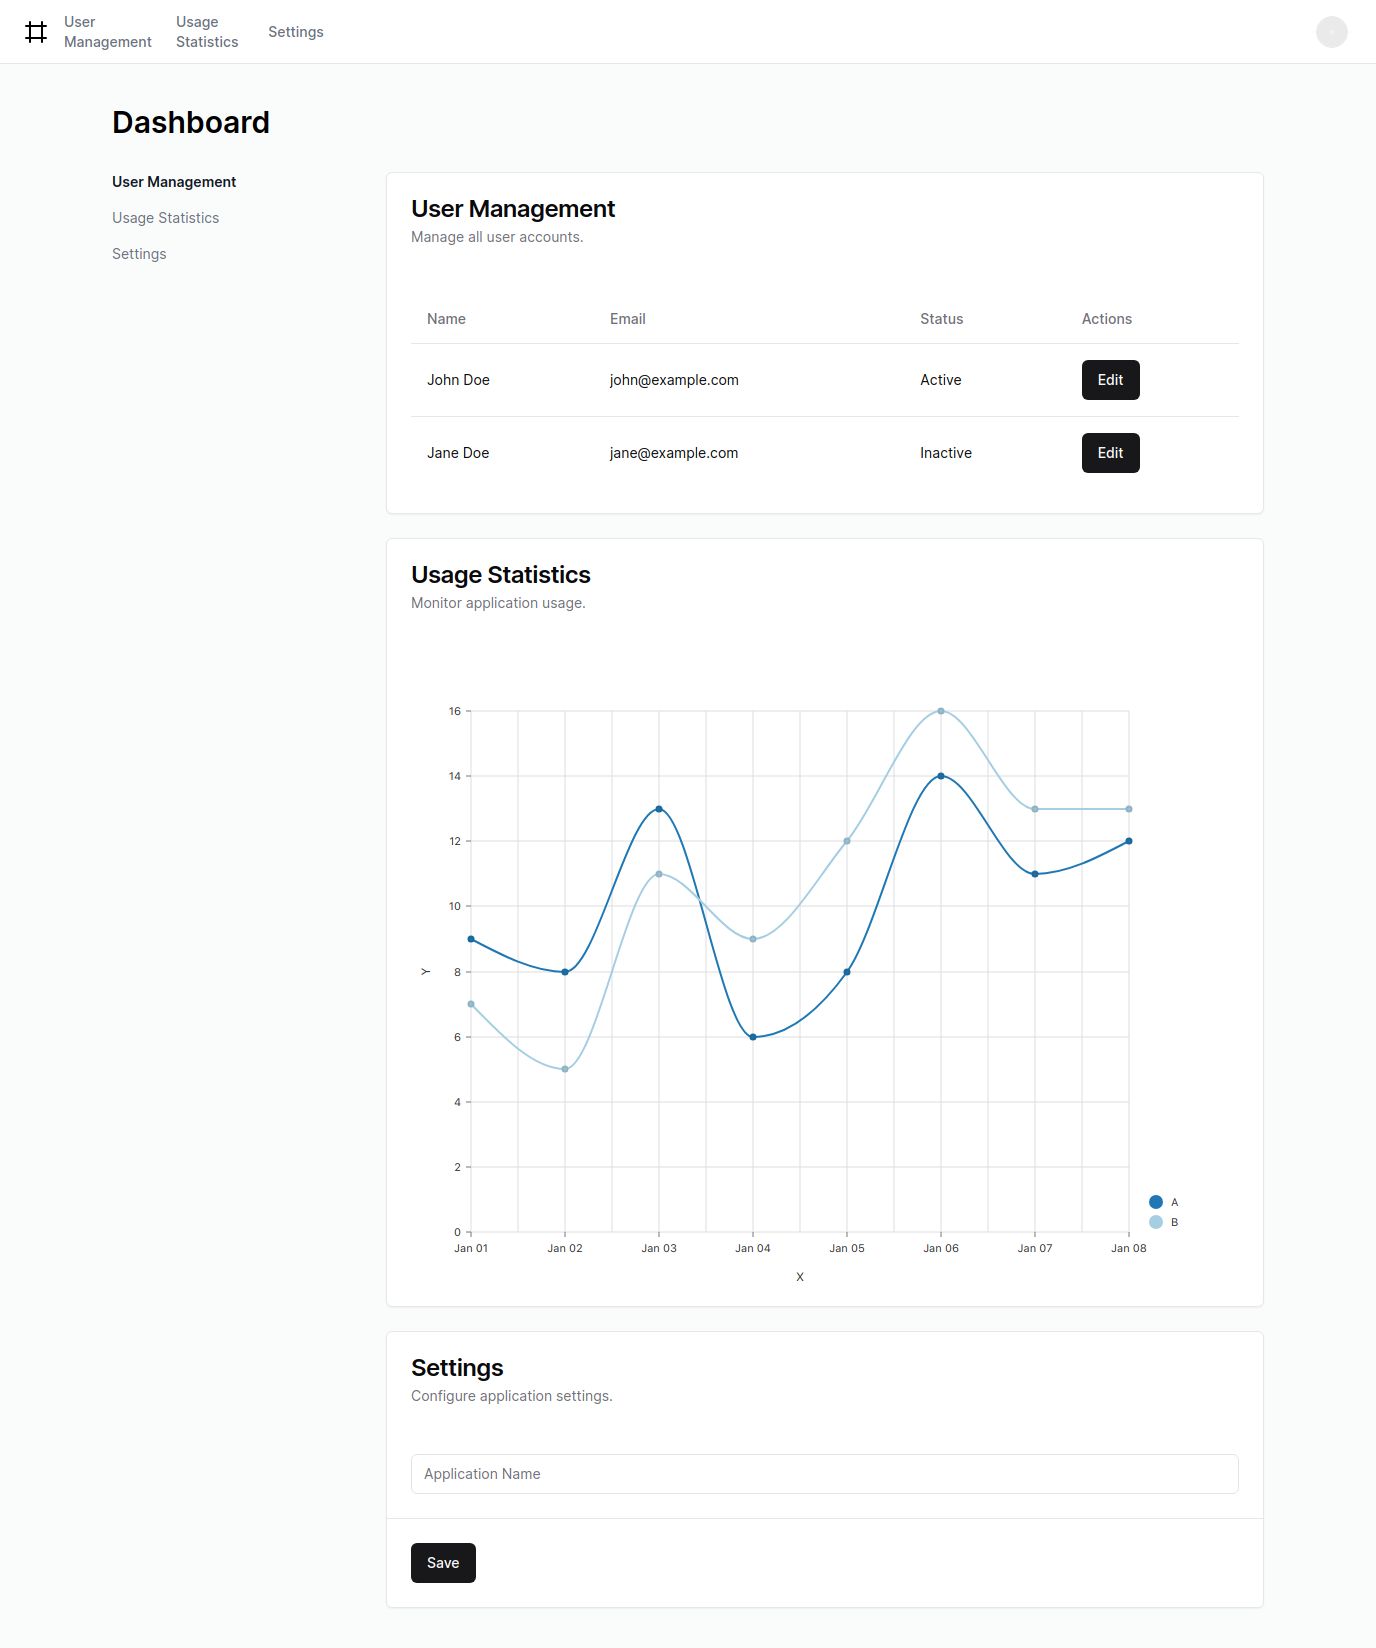 User
Management
Usage
Statistics
Settings
Dashboard
User Management
Usage Statistics
Settings
User Management
Manage all user accounts.
Name Email Status Actions
John Doe john@example.com Active Edit
Jane Doe jane@example.com Inactive Edit
Usage Statistics
Monitor application usage.
16
14
12
10
8
6
4
2
0
Y
Jan 01 Jan 02 Jan 03 Jan 04 Jan 05 Jan 06 Jan 07 Jan 08
X
A
B
Settings
Configure application settings.
Application Name
Save